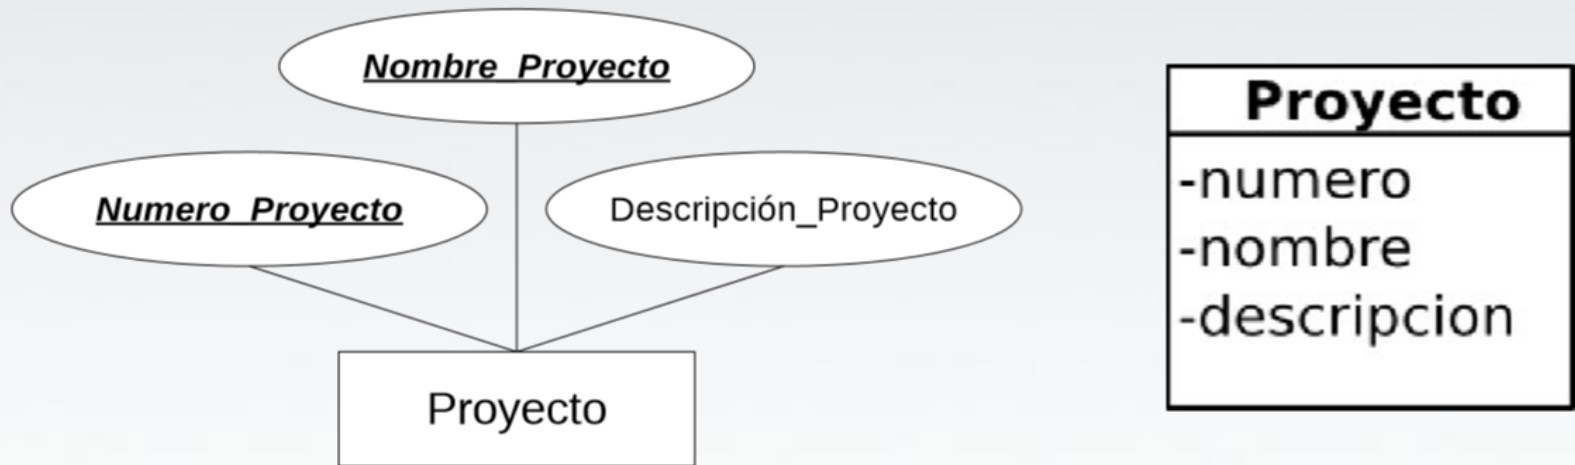 Nombre_Proyecto
Numero_Proyecto
Descripción_Proyecto
Proyecto
Proyecto
-numero
-nombre
-descripcion